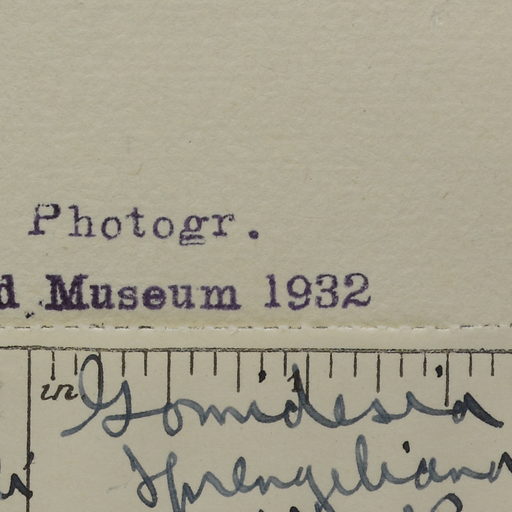 Photogr.
d Museum 1932
in Gomidesia
Sprengeliana